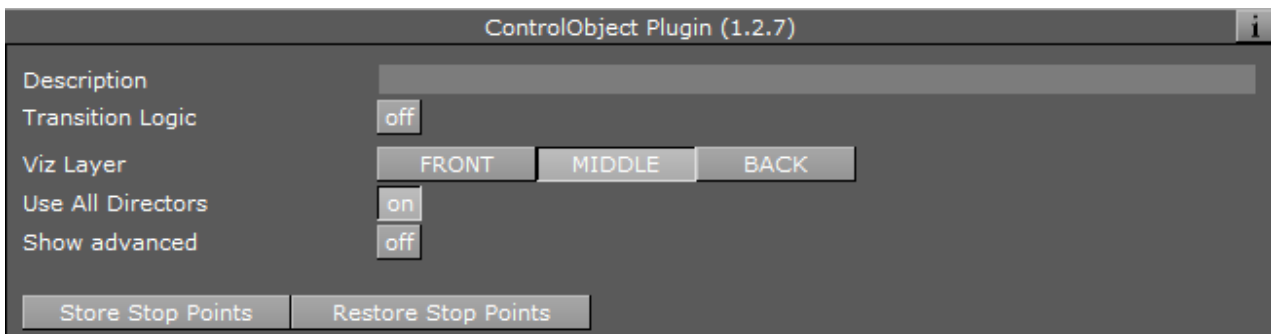 ControlObject Plugin (1.2.7) i
Description
Transition Logic off
Viz Layer FRONT MIDDLE BACK
Use All Directors on
Show advanced off
Store Stop Points Restore Stop Points